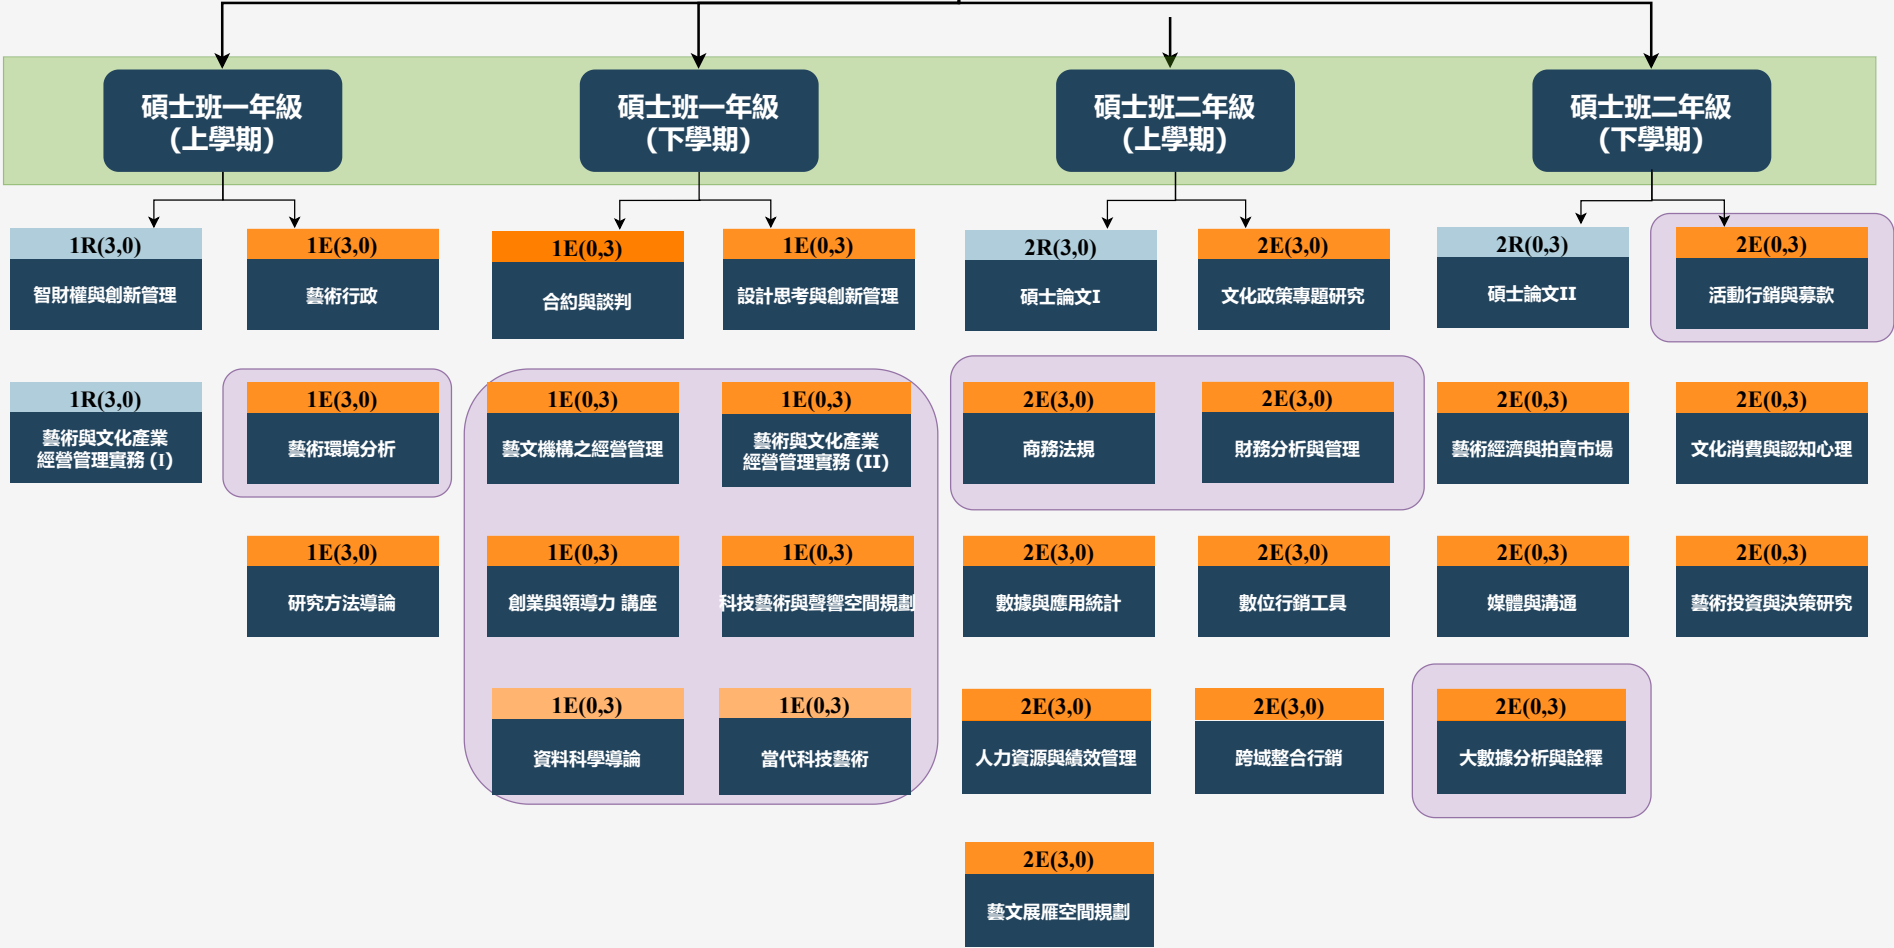 碩士班一年級
(上學期)
碩士班一年級
(下學期)
碩士班二年級
(上學期)
碩士班二年級
(下學期)
1R(3,0)
智財權與創新管理
1E(3,0)
藝術行政
1E(0,3)
合約與談判
1E(0,3)
設計思考與創新管理
2R(3,0)
碩士論文I
2E(3,0)
文化政策專題研究
2R(0,3)
碩士論文II
2E(0,3)
活動行銷與募款
1R(3,0)
藝術與文化產業
經營管理實務 (I)
1E(3,0)
藝術環境分析
1E(0,3)
藝文機構之經營管理
1E(0,3)
藝術與文化產業
經營管理實務 (II)
2E(3,0)
商務法規
2E(3,0)
財務分析與管理
2E(0,3)
藝術經濟與拍賣市場
2E(0,3)
文化消費與認知心理
1E(3,0)
研究方法導論
1E(0,3)
創業與領導力 講座
1E(0,3)
科技藝術與聲響空間規劃
2E(3,0)
數據與應用統計
2E(3,0)
數位行銷工具
2E(0,3)
媒體與溝通
2E(0,3)
藝術投資與決策研究
1E(0,3)
資料科學導論
1E(0,3)
當代科技藝術
2E(3,0)
人力資源與績效管理
2E(3,0)
跨域整合行銷
2E(0,3)
大數據分析與詮釋
2E(3,0)
藝文展雁空間規劃